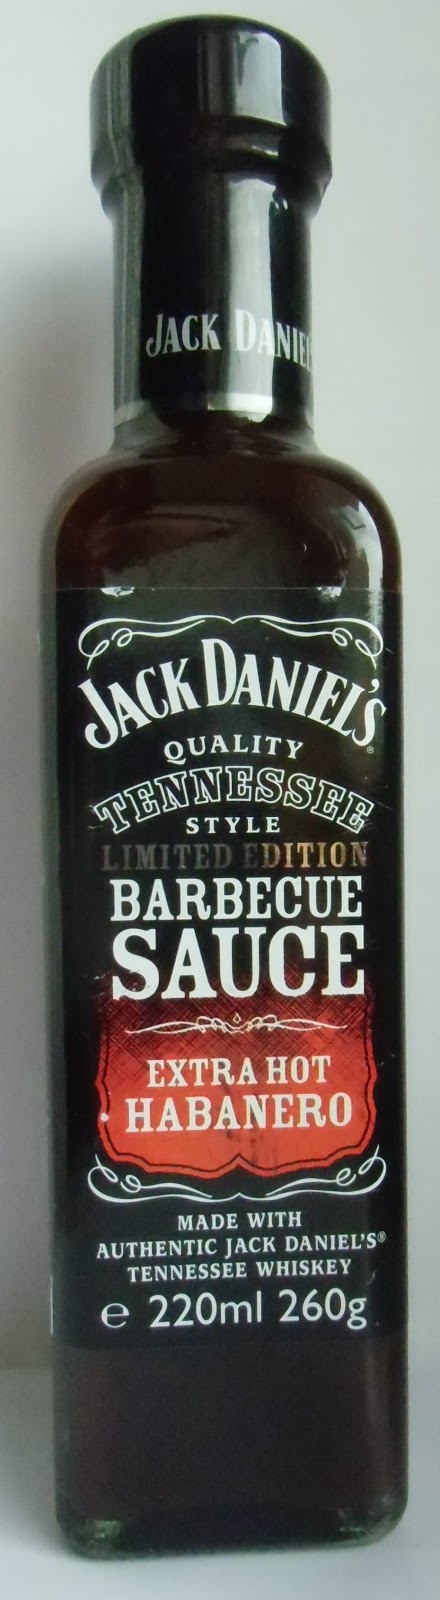 JACK DANIEL'S
JACK DANIEL'S®
QUALITY
TENNESSEE
STYLE
LIMITED EDITION
BARBECUE
SAUCE
EXTRA HOT
HABANERO
MADE WITH
AUTHENTIC JACK DANIEL'S®
TENNESSEE WHISKEY
℮ 220ml 260g